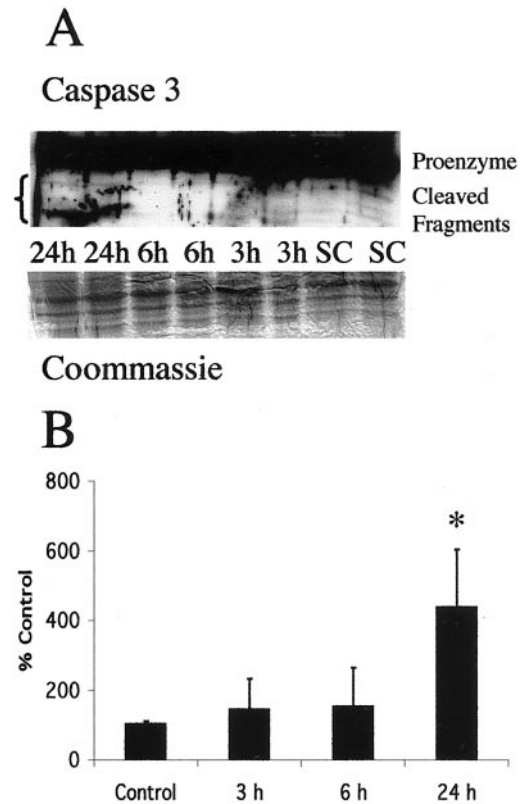 A
Caspase 3
Proenzyme
Cleaved
Fragments
24h 24h 6h 6h 3h 3h SC SC
Coommassie
B
800
*
600
400
200
0
% Control
Control 3 h 6 h 24 h